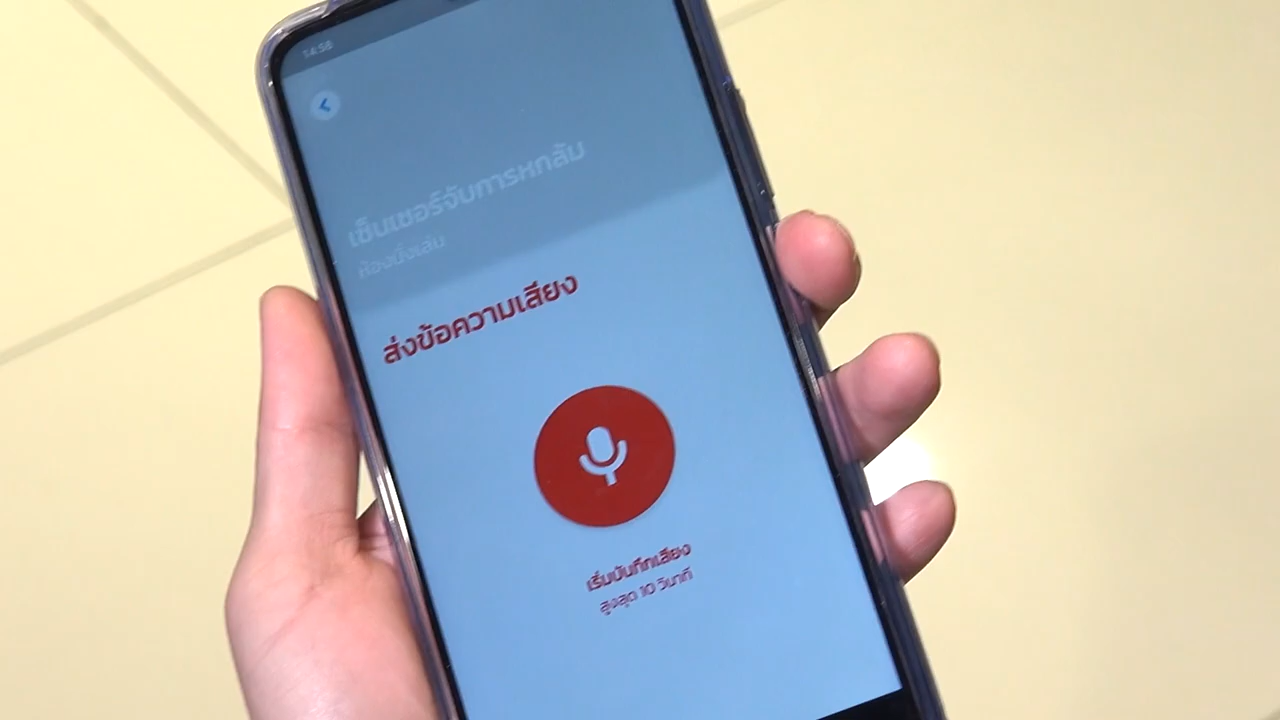 14:58
เซ็นเซอร์จับการหกล้ม
ห้องนั่งเล่น
ส่งข้อความเสียง
เริ่มบันทึกเสียง
สูงสุด 10 วินาที